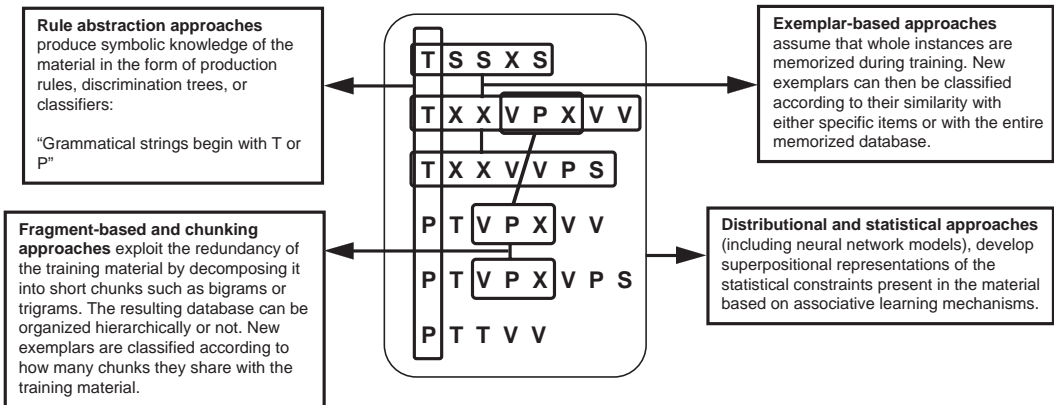 Rule abstraction approaches
produce symbolic knowledge of the
material in the form of production
rules, discrimination trees, or
classifiers:
“Grammatical strings begin with T or
P”
Fragment-based and chunking
approaches exploit the redundancy of
the training material by decomposing it
into short chunks such as bigrams or
trigrams. The resulting database can be
organized hierarchically or not. New
exemplars are classified according to
how many chunks they share with the
training material.
T S S X S
T X X V P X V V
T X X V V P S
P T V P X V V
P T V P X V P S
P T T V V
Exemplar-based approaches
assume that whole instances are
memorized during training. New
exemplars can then be classified
according to their similarity with
either specific items or with the entire
memorized database.
Distributional and statistical approaches
(including neural network models), develop
superpositional representations of the
statistical constraints present in the material
based on associative learning mechanisms.